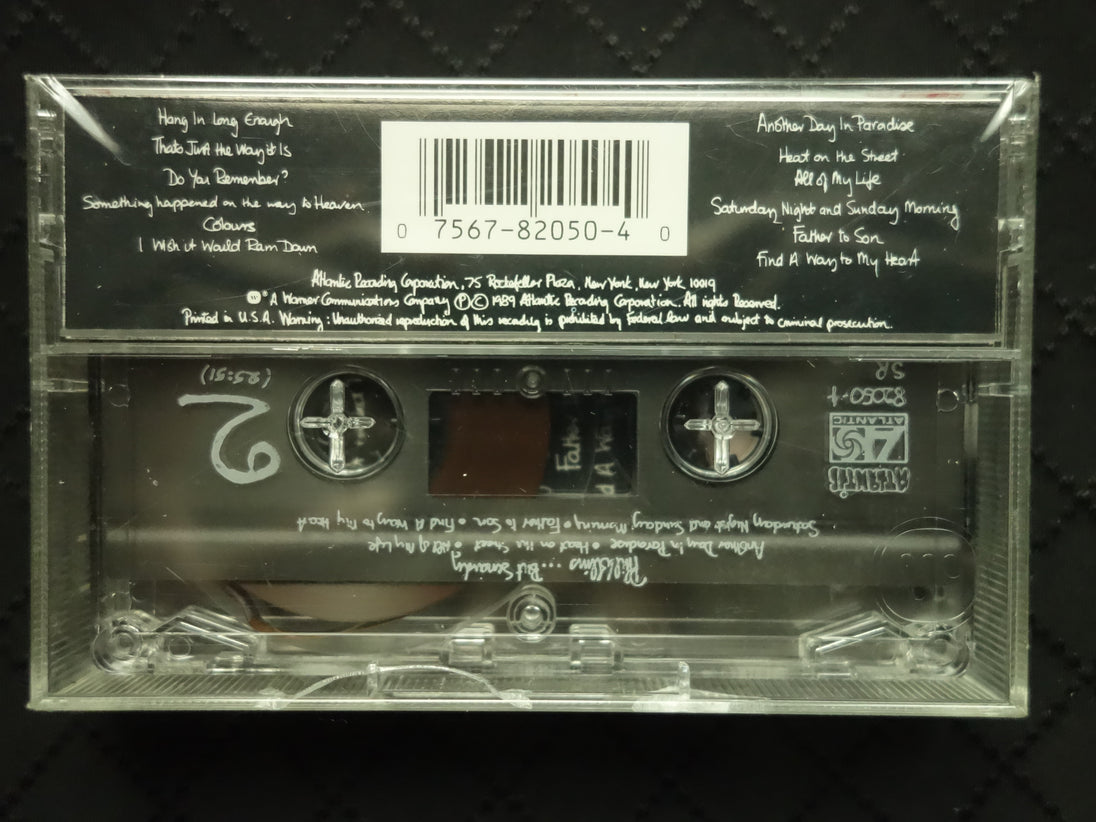 Hang In Long Enough
Thats Just the Way it Is
Do You Remember?
Something happened on the way to Heaven
Colours
I Wish it Would Rain Down
0 7567-82050-4 0
Another Day In Paradise
Heat on the Street
All of My Life
Saturday Night and Sunday Morning
Father to Son
Find A Way to My Heart
Atlantic Recording Corporation, 75 Rockefeller Plaza, New York, New York 10019
W ® A Warner Communications Company Ⓟ © 1989 Atlantic Recording Corporation. All rights Reserved.
Printed in U.S.A. Warning: Unauthorized reproduction of this recording is prohibited by Federal law and subject to criminal prosecution.
(25:51)
2
SR
82050-4
ATLANTIC
ATLANTIC
Fathe
d A Wa
Saturday Night and Sunday Morning • Father to Son • Find A Way to My Heart
Another Day In Paradise • Heat on the Street • All of My Life
Phil Collins ... But Seriously